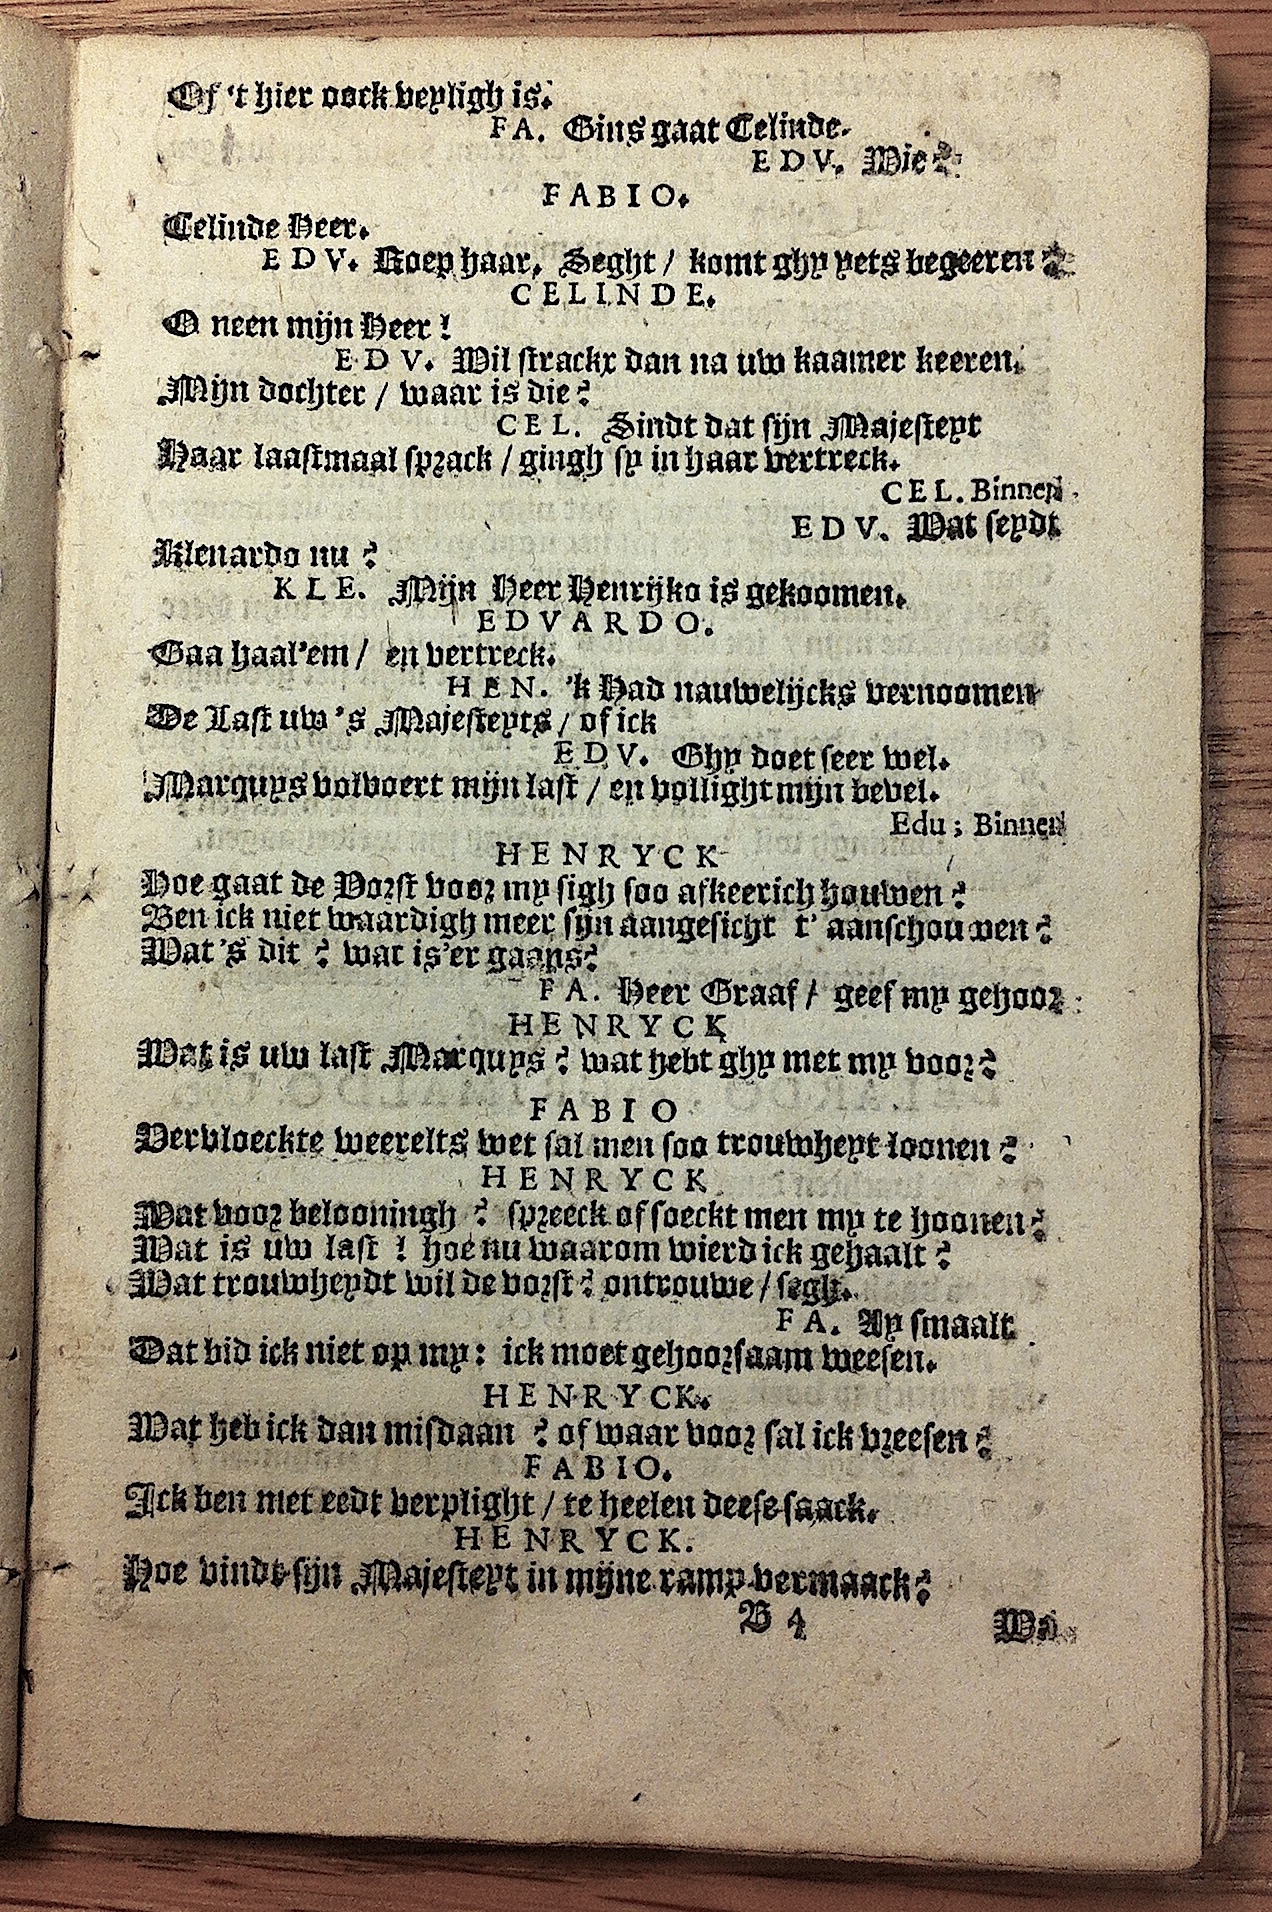 Of 't hier oock veyligh is.
FA. Gins gaat Celinde.
EDV. Wie?
FABIO.
Celinde Heer.
EDV. Roep haar. Seght / komt ghy yets begeeren?
CELINDE.
O neen mijn Heer!
EDV. Wil strackx dan na uw kaamer keeren.
Mijn dochter / waar is die?
CEL. Sindt dat sijn Majesteyt
Haar laastmaal sprack / gingh sy in haar vertreck.
CEL. Binnen
EDV. Wat seydt
Klenardo nu?
KLE. Mijn Heer Henrijko is gekoomen.
EDVARDO.
Gaa haal'em / en vertreck.
HEN. 'k Had nauwelijcks vernoomen
De Last uw 's Majesteyts / of ick
EDV. Ghy doet seer wel.
Marquys volvoert mijn last / en vollight mijn bevel.
Edu; Binnen
HENRYCK
Hoe gaat de Vorst voor my sigh soo afkeerich houwen?
Ben ick niet waardigh meer sijn aangesicht t' aanschouwen?
Wat 's dit? wat is'er gaans?
FA. Heer Graaf / geef my gehoor
HENRYCK
Wat is uw last Marquys? wat hebt ghy met my voor?
FABIO
Vervloeckte weerelts wet sal men soo trouwheyt loonen?
HENRYCK
Wat voor belooningh? spreeck of soeckt men my te hoonen?
Wat is uw last! hoe nu waarom wierd ick gehaalt?
Wat trouwheydt wil de vorst? ontrouwe / segh.
FA. Ay smaalt
Dat bid ick niet op my: ick moet gehoorsaam weesen.
HENRYCK.
Wat heb ick dan misdaan? of waar voor sal ick vreesen?
FABIO.
Ick ben met eedt verplight / te heelen deese saack.
HENRYCK.
Hoe vindt sijn Majesteyt in mijne ramp vermaack?
B 4 Wa